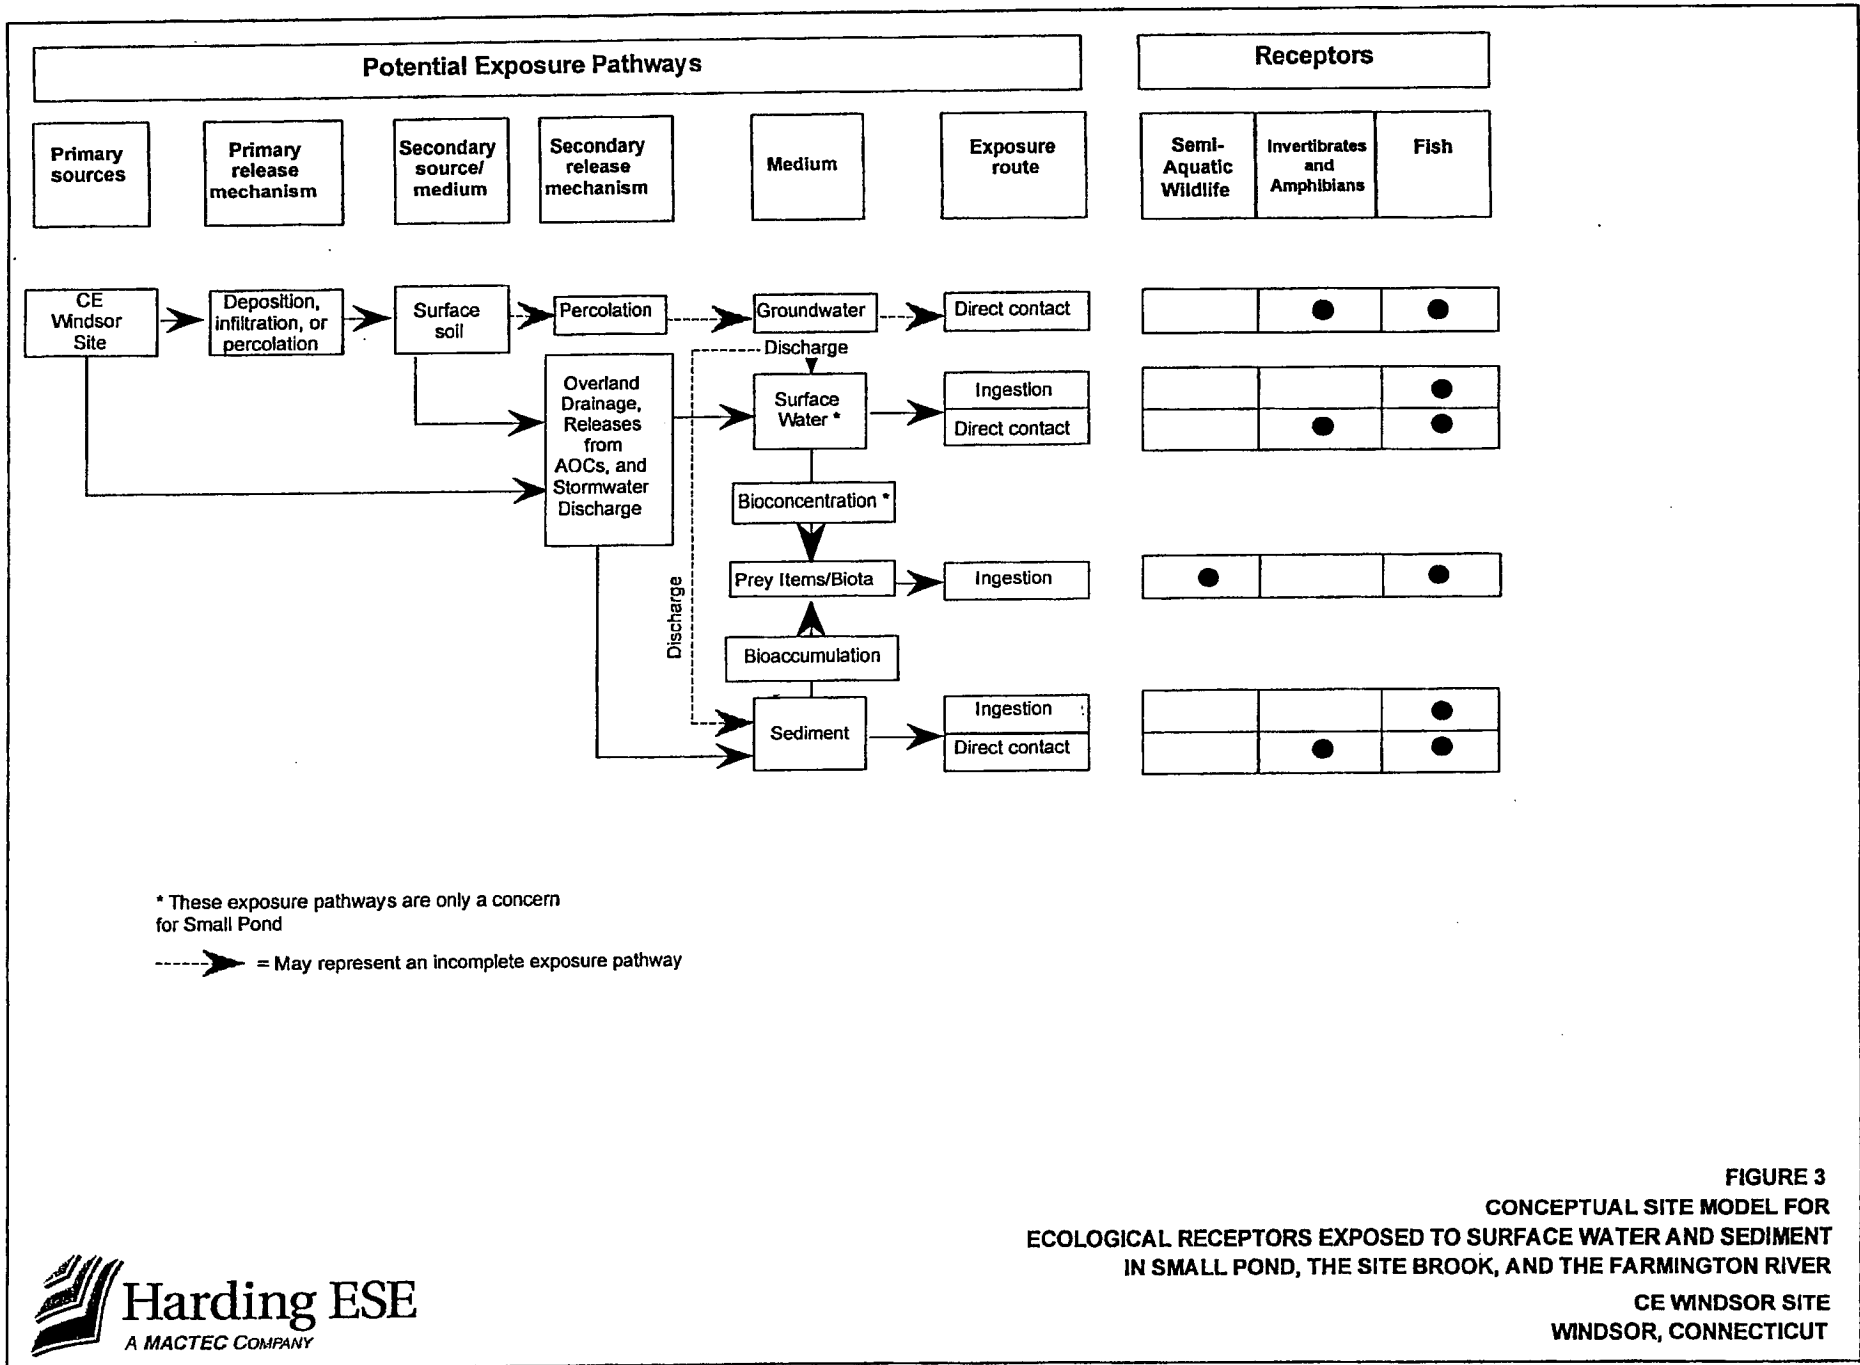 Potential Exposure Pathways
Receptors
Primary
sources
Primary
release
mechanism
Secondary
source/
medium
Secondary
release
mechanism
Medium
Exposure
route
Semi-
Aquatic
Wildlife
Invertibrates
and
Amphibians
Fish
CE
Windsor
Site
Deposition,
infiltration, or
percolation
Surface
soil
Percolation
Groundwater
Direct contact
Discharge
Overland
Drainage,
Releases
from
AOCs, and
Stormwater
Discharge
Surface
Water *
Ingestion
Direct contact
Bioconcentration *
Prey Items/Biota
Ingestion
Discharge
Bioaccumulation
Sediment
Ingestion
Direct contact
* These exposure pathways are only a concern
for Small Pond
= May represent an incomplete exposure pathway
FIGURE 3
CONCEPTUAL SITE MODEL FOR
ECOLOGICAL RECEPTORS EXPOSED TO SURFACE WATER AND SEDIMENT
IN SMALL POND, THE SITE BROOK, AND THE FARMINGTON RIVER
CE WINDSOR SITE
WINDSOR, CONNECTICUT
Harding ESE
A MACTEC COMPANY